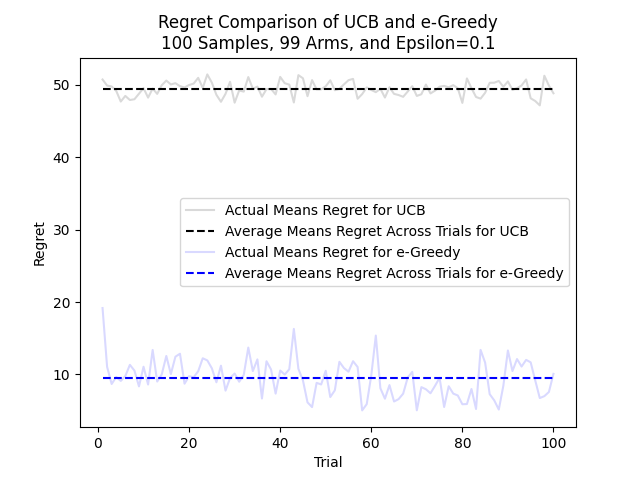 Regret Comparison of UCB and e-Greedy
100 Samples, 99 Arms, and Epsilon=0.1
50
40
30
20
10
Regret
Actual Means Regret for UCB
Average Means Regret Across Trials for UCB
Actual Means Regret for e-Greedy
Average Means Regret Across Trials for e-Greedy
0 20 40 60 80 100
Trial